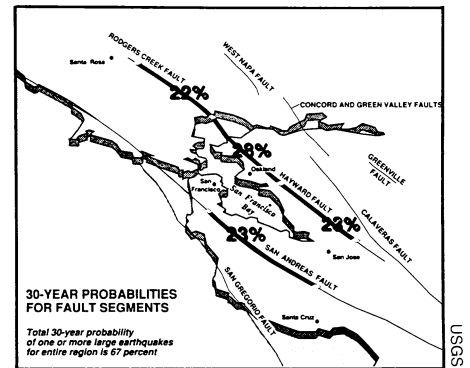 RODGERS CREEK FAULT
WEST NAPA FAULT
Santa Rosa
22%
CONCORD AND GREEN VALLEY FAULTS
28%
Oakland
GREENVILLE
FAULT
San
Francisco
San Francisco
Bay
HAYWARD FAULT
23%
CALAVERAS FAULT
23%
San Jose
SAN ANDREAS FAULT
SAN GREGORIO FAULT
30-YEAR PROBABILITIES
FOR FAULT SEGMENTS
Santa Cruz
Total 30-year probability
of one or more large earthquakes
for entire region is 67 percent
USGS